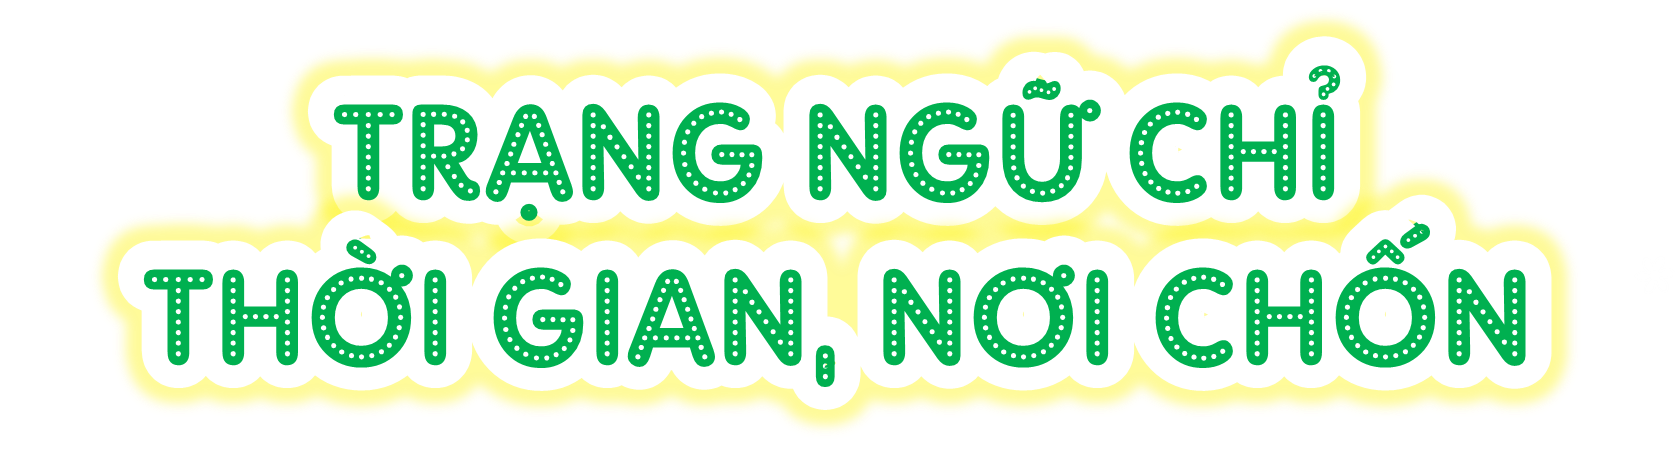 TRẠNG NGỮ CHỈ
THỜI GIAN, NƠI CHỐN